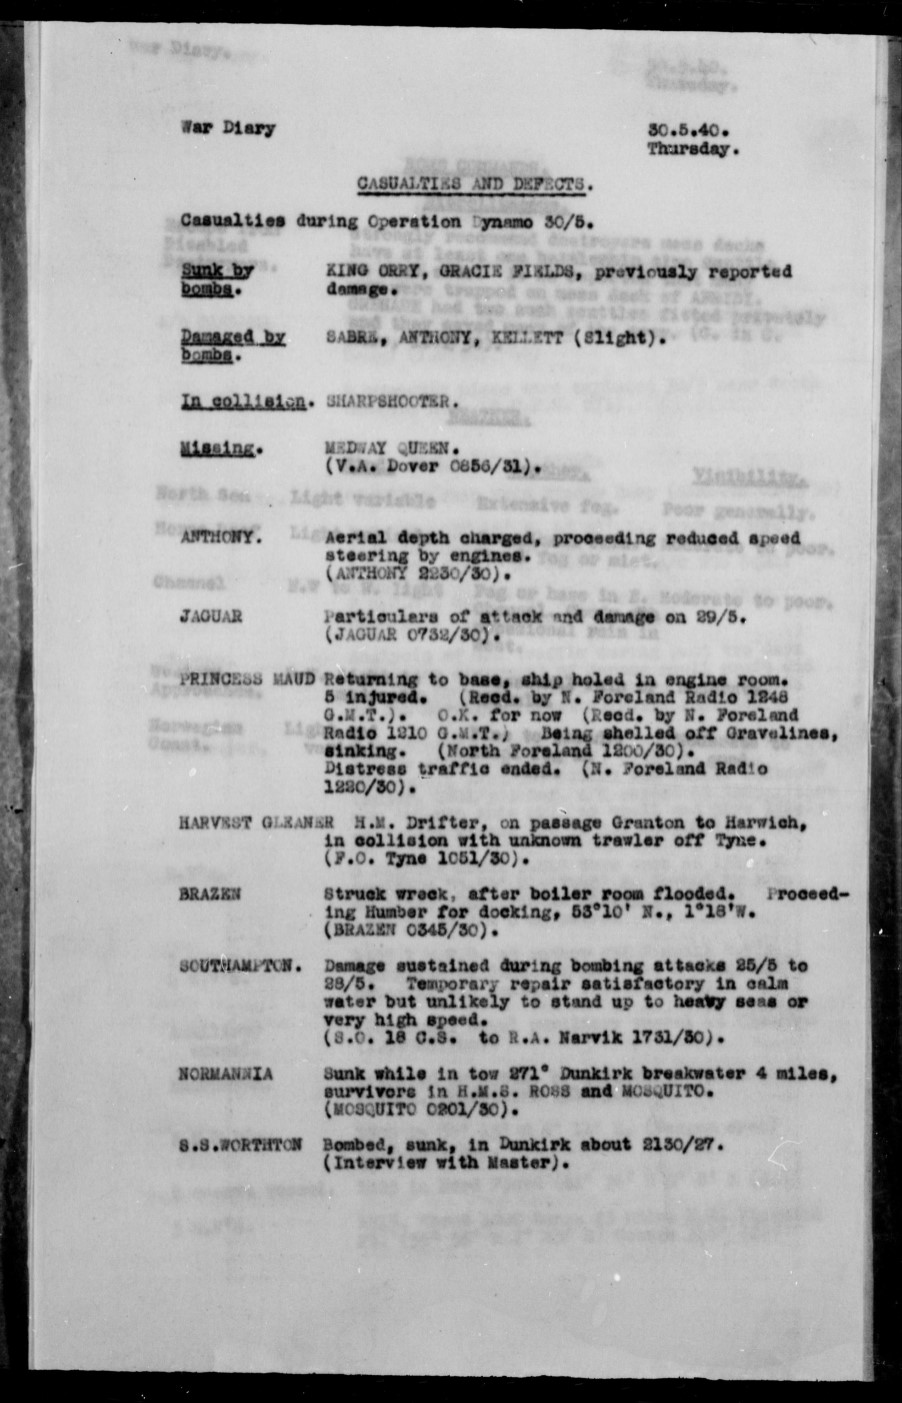 War Diary
30.5.40.
Thursday.
CASUALTIES AND DEFECTS.
Casualties during Operation Dynamo 30/5.
Sunk by bombs. KING ORRY, GRACIE FIELDS, previously reported
damage.
Damaged by bombs. SABRE, ANTHONY, KELLETT (Slight).
In collision. SHARPSHOOTER.
Missing. MEDWAY QUEEN.
(V.A. Dover 0856/31).
ANTHONY. Aerial depth charged, proceeding reduced speed
steering by engines.
(ANTHONY 2230/30).
JAGUAR Particulars of attack and damage on 29/5.
(JAGUAR 0732/30).
PRINCESS MAUD Returning to base, ship holed in engine room.
5 injured. (Recd. by N. Foreland Radio 1248
G.M.T.). O.K. for now (Recd. by N. Foreland
Radio 1210 G.M.T.) Being shelled off Gravelines,
sinking. (North Foreland 1200/30).
Distress traffic ended. (N. Foreland Radio
1220/30).
HARVEST GLEANER H.M. Drifter, on passage Granton to Harwich,
in collision with unknown trawler off Tyne.
(F.O. Tyne 1051/30).
BRAZEN Struck wreck, after boiler room flooded. Proceed-
ing Humber for docking, 53°10' N., 1°18'W.
(BRAZEN 0345/30).
SOUTHAMPTON. Damage sustained during bombing attacks 25/5 to
28/5. Temporary repair satisfactory in calm
water but unlikely to stand up to heavy seas or
very high speed.
(S.O. 18 C.S. to R.A. Narvik 1731/30).
NORMANNIA Sunk while in tow 271° Dunkirk breakwater 4 miles,
survivors in H.M.S. ROSS and MOSQUITO.
(MOSQUITO 0201/30).
S.S.WORTHTON Bombed, sunk, in Dunkirk about 2130/27.
(Interview with Master).